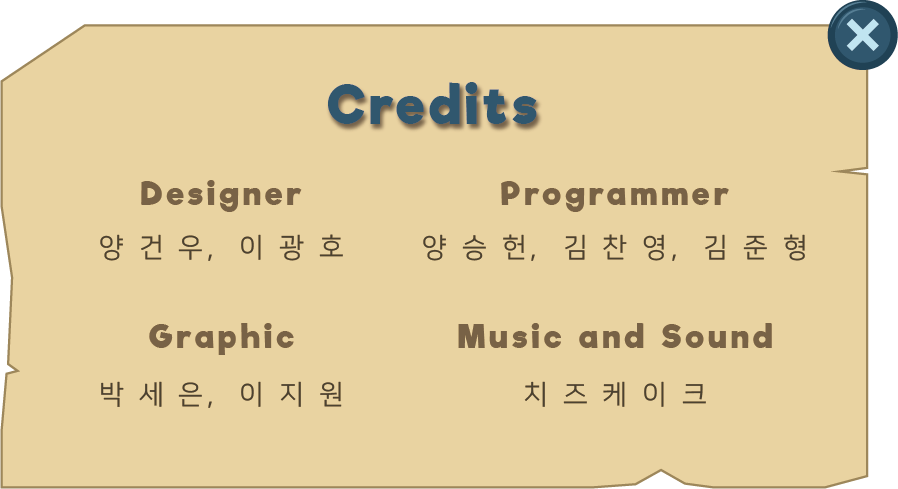 Credits
Designer
양 건 우, 이 광 호
Programmer
양 승 헌, 김 찬 영, 김 준 형
Graphic
박 세 은, 이 지 원
Music and Sound
치 즈 케 이 크